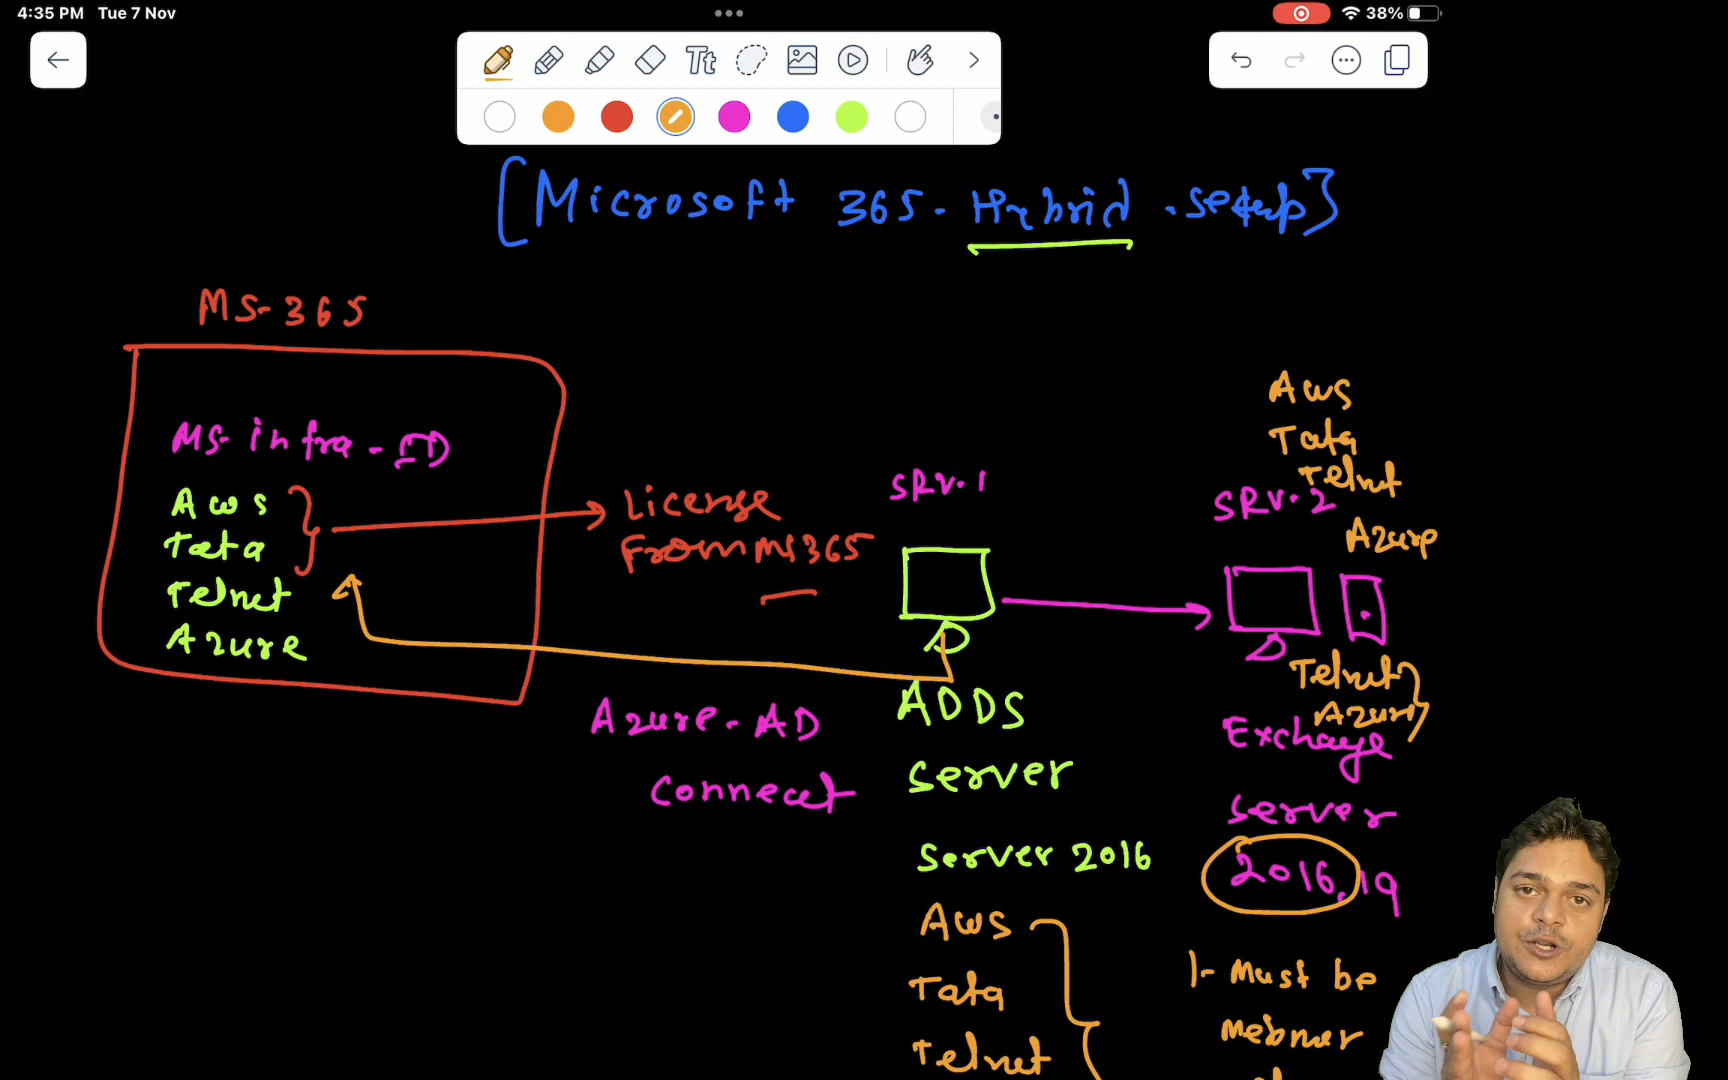 4:35 PM Tue 7 Nov
38%
Tt
[Microsoft 365-Hybrid-setup]
MS-365
MS-infra-ID
Aws
Tata
Telnet
Azure
License
From MS365
Azure-AD
Connect
SRV-1
ADDS
Server
Server 2016
Aws
Tata
Telnet
Aws
Tata
Telnet
SRV-2
Azure
Telnet
Azure
Exchange
Server
2016,19
1- Must be